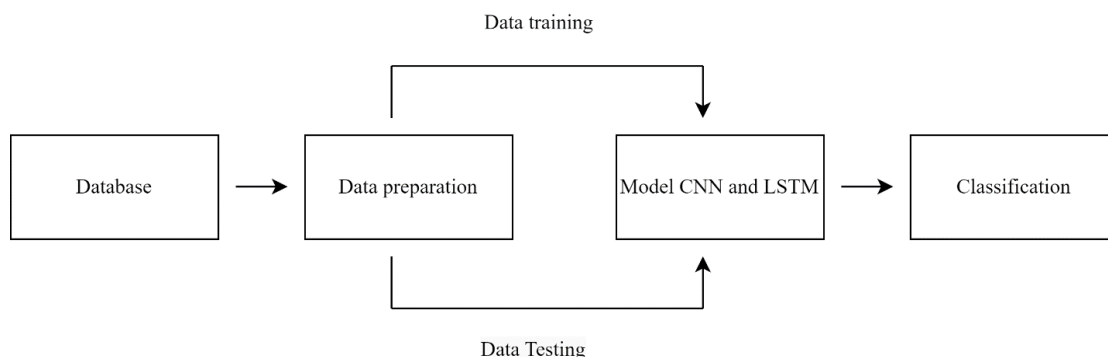 Data training
Database
Data preparation
Model CNN and LSTM
Classification
Data Testing